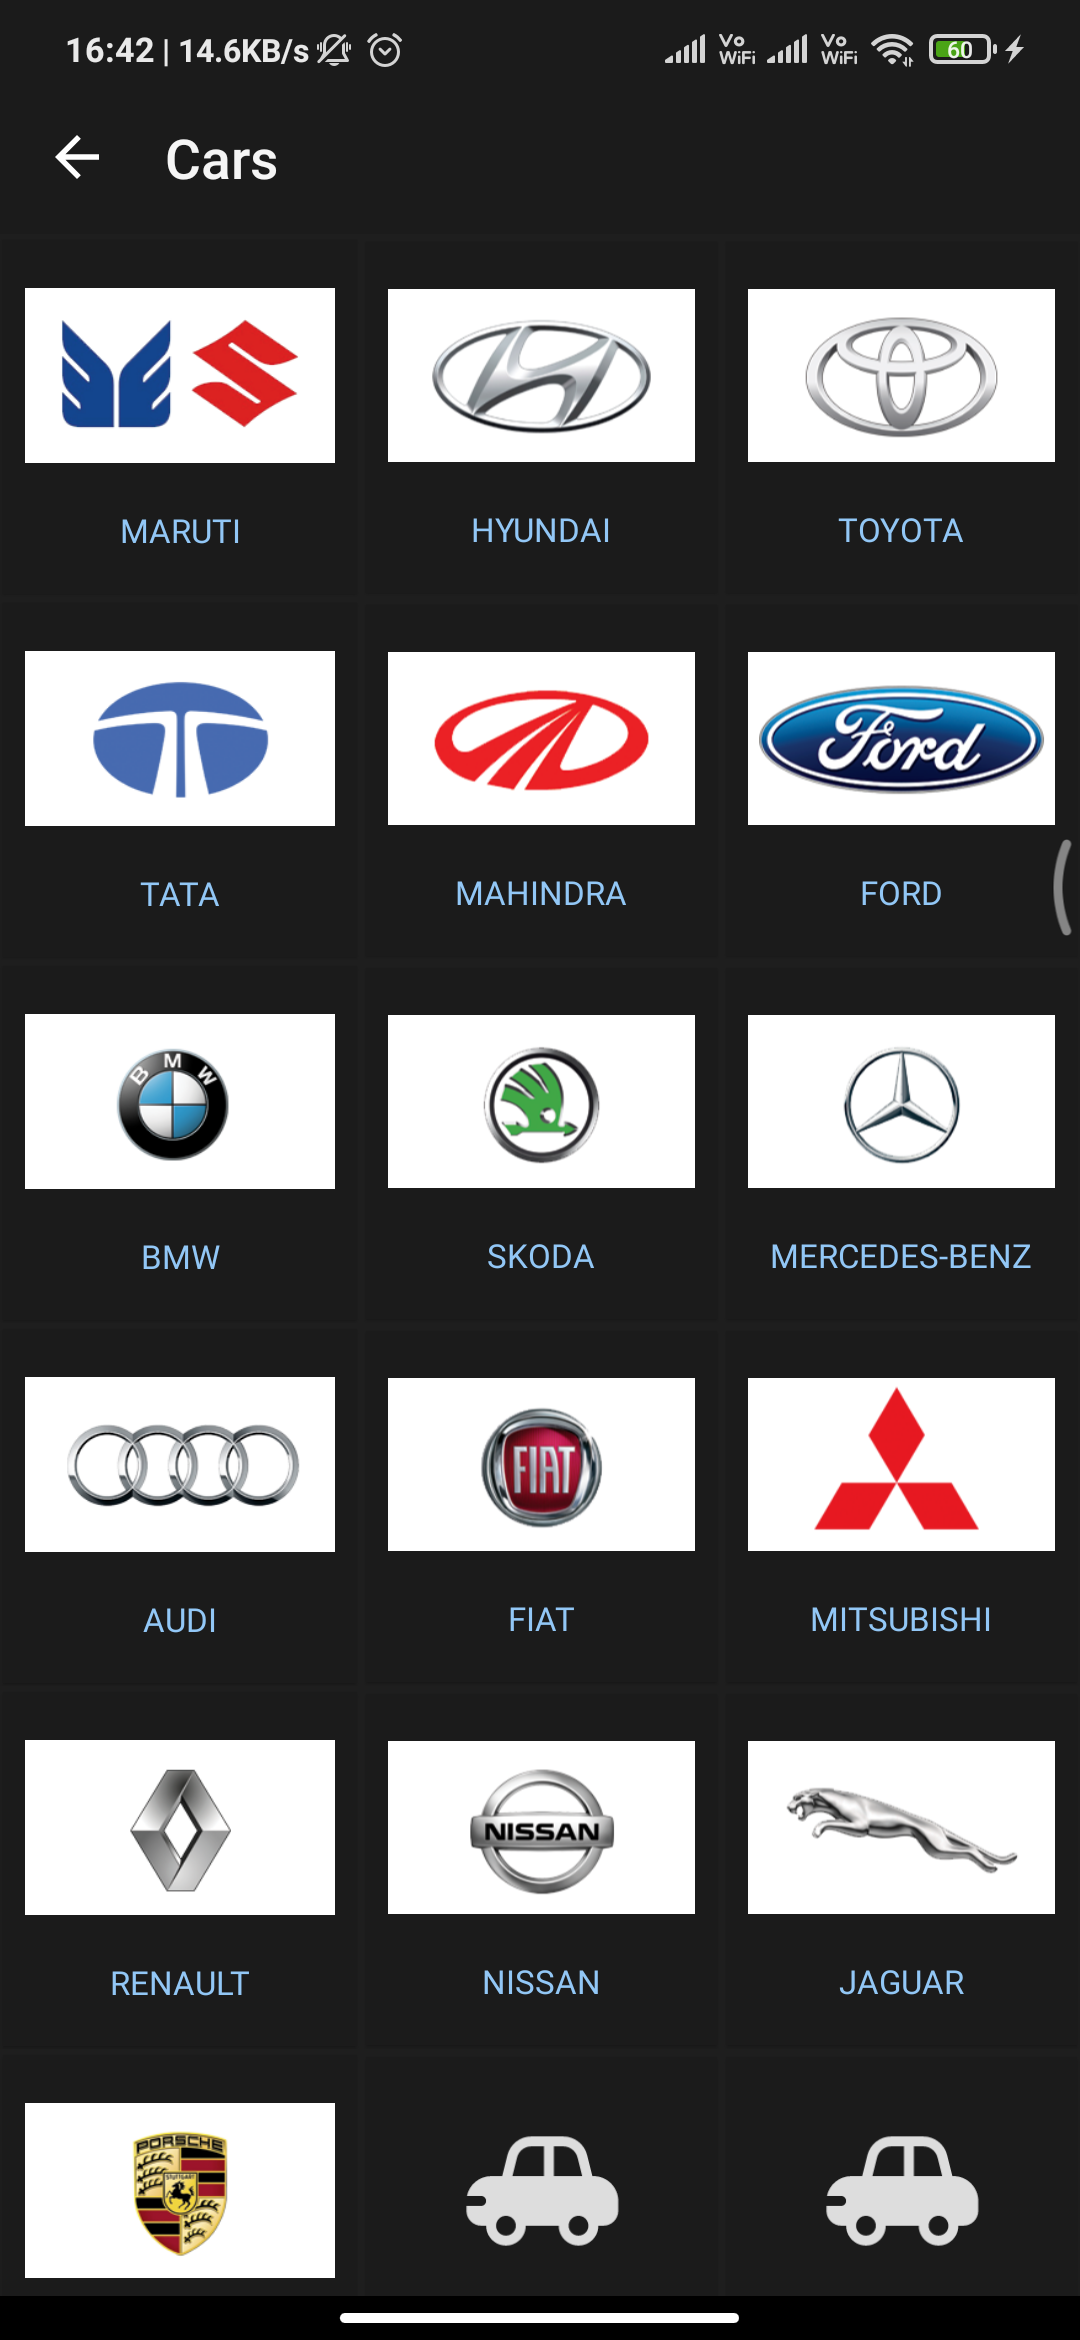 16:42 | 14.6KB/s Vo WiFi Vo WiFi 60
Cars
MARUTI HYUNDAI TOYOTA
Ford
TATA MAHINDRA FORD
BMW
BMW SKODA MERCEDES-BENZ
FIAT
AUDI FIAT MITSUBISHI
NISSAN
RENAULT NISSAN JAGUAR
PORSCHE
STUTTGART